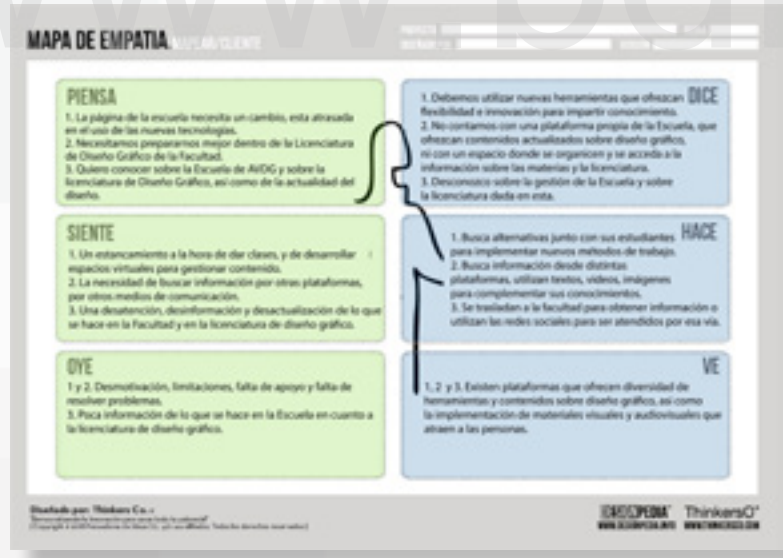 MAPA DE EMPATIA
PIENSA
1. La página de la escuela necesita un cambio, esta atrasada
en el uso de las nuevas tecnologías.
2. Necesitamos prepararnos mejor dentro de la Licenciatura
de Diseño Gráfico de la Facultad.
3. Quiero conocer sobre la Escuela de AVDG y sobre la
licenciatura de Diseño Gráfico, así como de la actualidad del
diseño.
DICE
1. Debemos utilizar nuevas herramientas que ofrezcan
flexibilidad e innovación para impartir conocimiento.
2. No contamos con una plataforma propia de la Escuela, que
ofrezcan contenidos actualizados sobre diseño gráfico,
ni con un espacio donde se organicen y se acceda a la
información sobre las materias y la licenciatura.
3. Desconozco sobre la gestión de la Escuela y sobre
la licenciatura dada en esta.
SIENTE
1. Un estancamiento a la hora de dar clases, y de desarrollar
espacios virtuales para gestionar contenido.
2. La necesidad de buscar información por otras plataformas,
por otros medios de comunicación.
3. Una desatención, desinformación y desactualización de lo que
se hace en la Facultad y en la licenciatura de diseño gráfico.
HACE
1. Busca alternativas junto con sus estudiantes
para implementar nuevos métodos de trabajo.
2. Busca información desde distintas
plataformas, utilizan textos, videos, imágenes
para complementar sus conocimientos.
3. Se trasladan a la facultad para obtener información o
utilizan las redes sociales para ser atendidos por esa vía.
OYE
1 y 2. Desmotivación, limitaciones, falta de apoyo y falta de
resolver problemas.
3. Poca información de lo que se hace en la Escuela en cuanto a
la licenciatura de diseño gráfico.
VE
1, 2 y 3. Existen plataformas que ofrecen diversidad de
herramientas y contenidos sobre diseño gráfico, así como
la implementación de materiales visuales y audiovisuales que
atraen a las personas.
Diseñado por: Thinkers Co.
ThinkersCo
WWW.DESIGNPEDIA.INFO WWW.THINKERSCO.COM